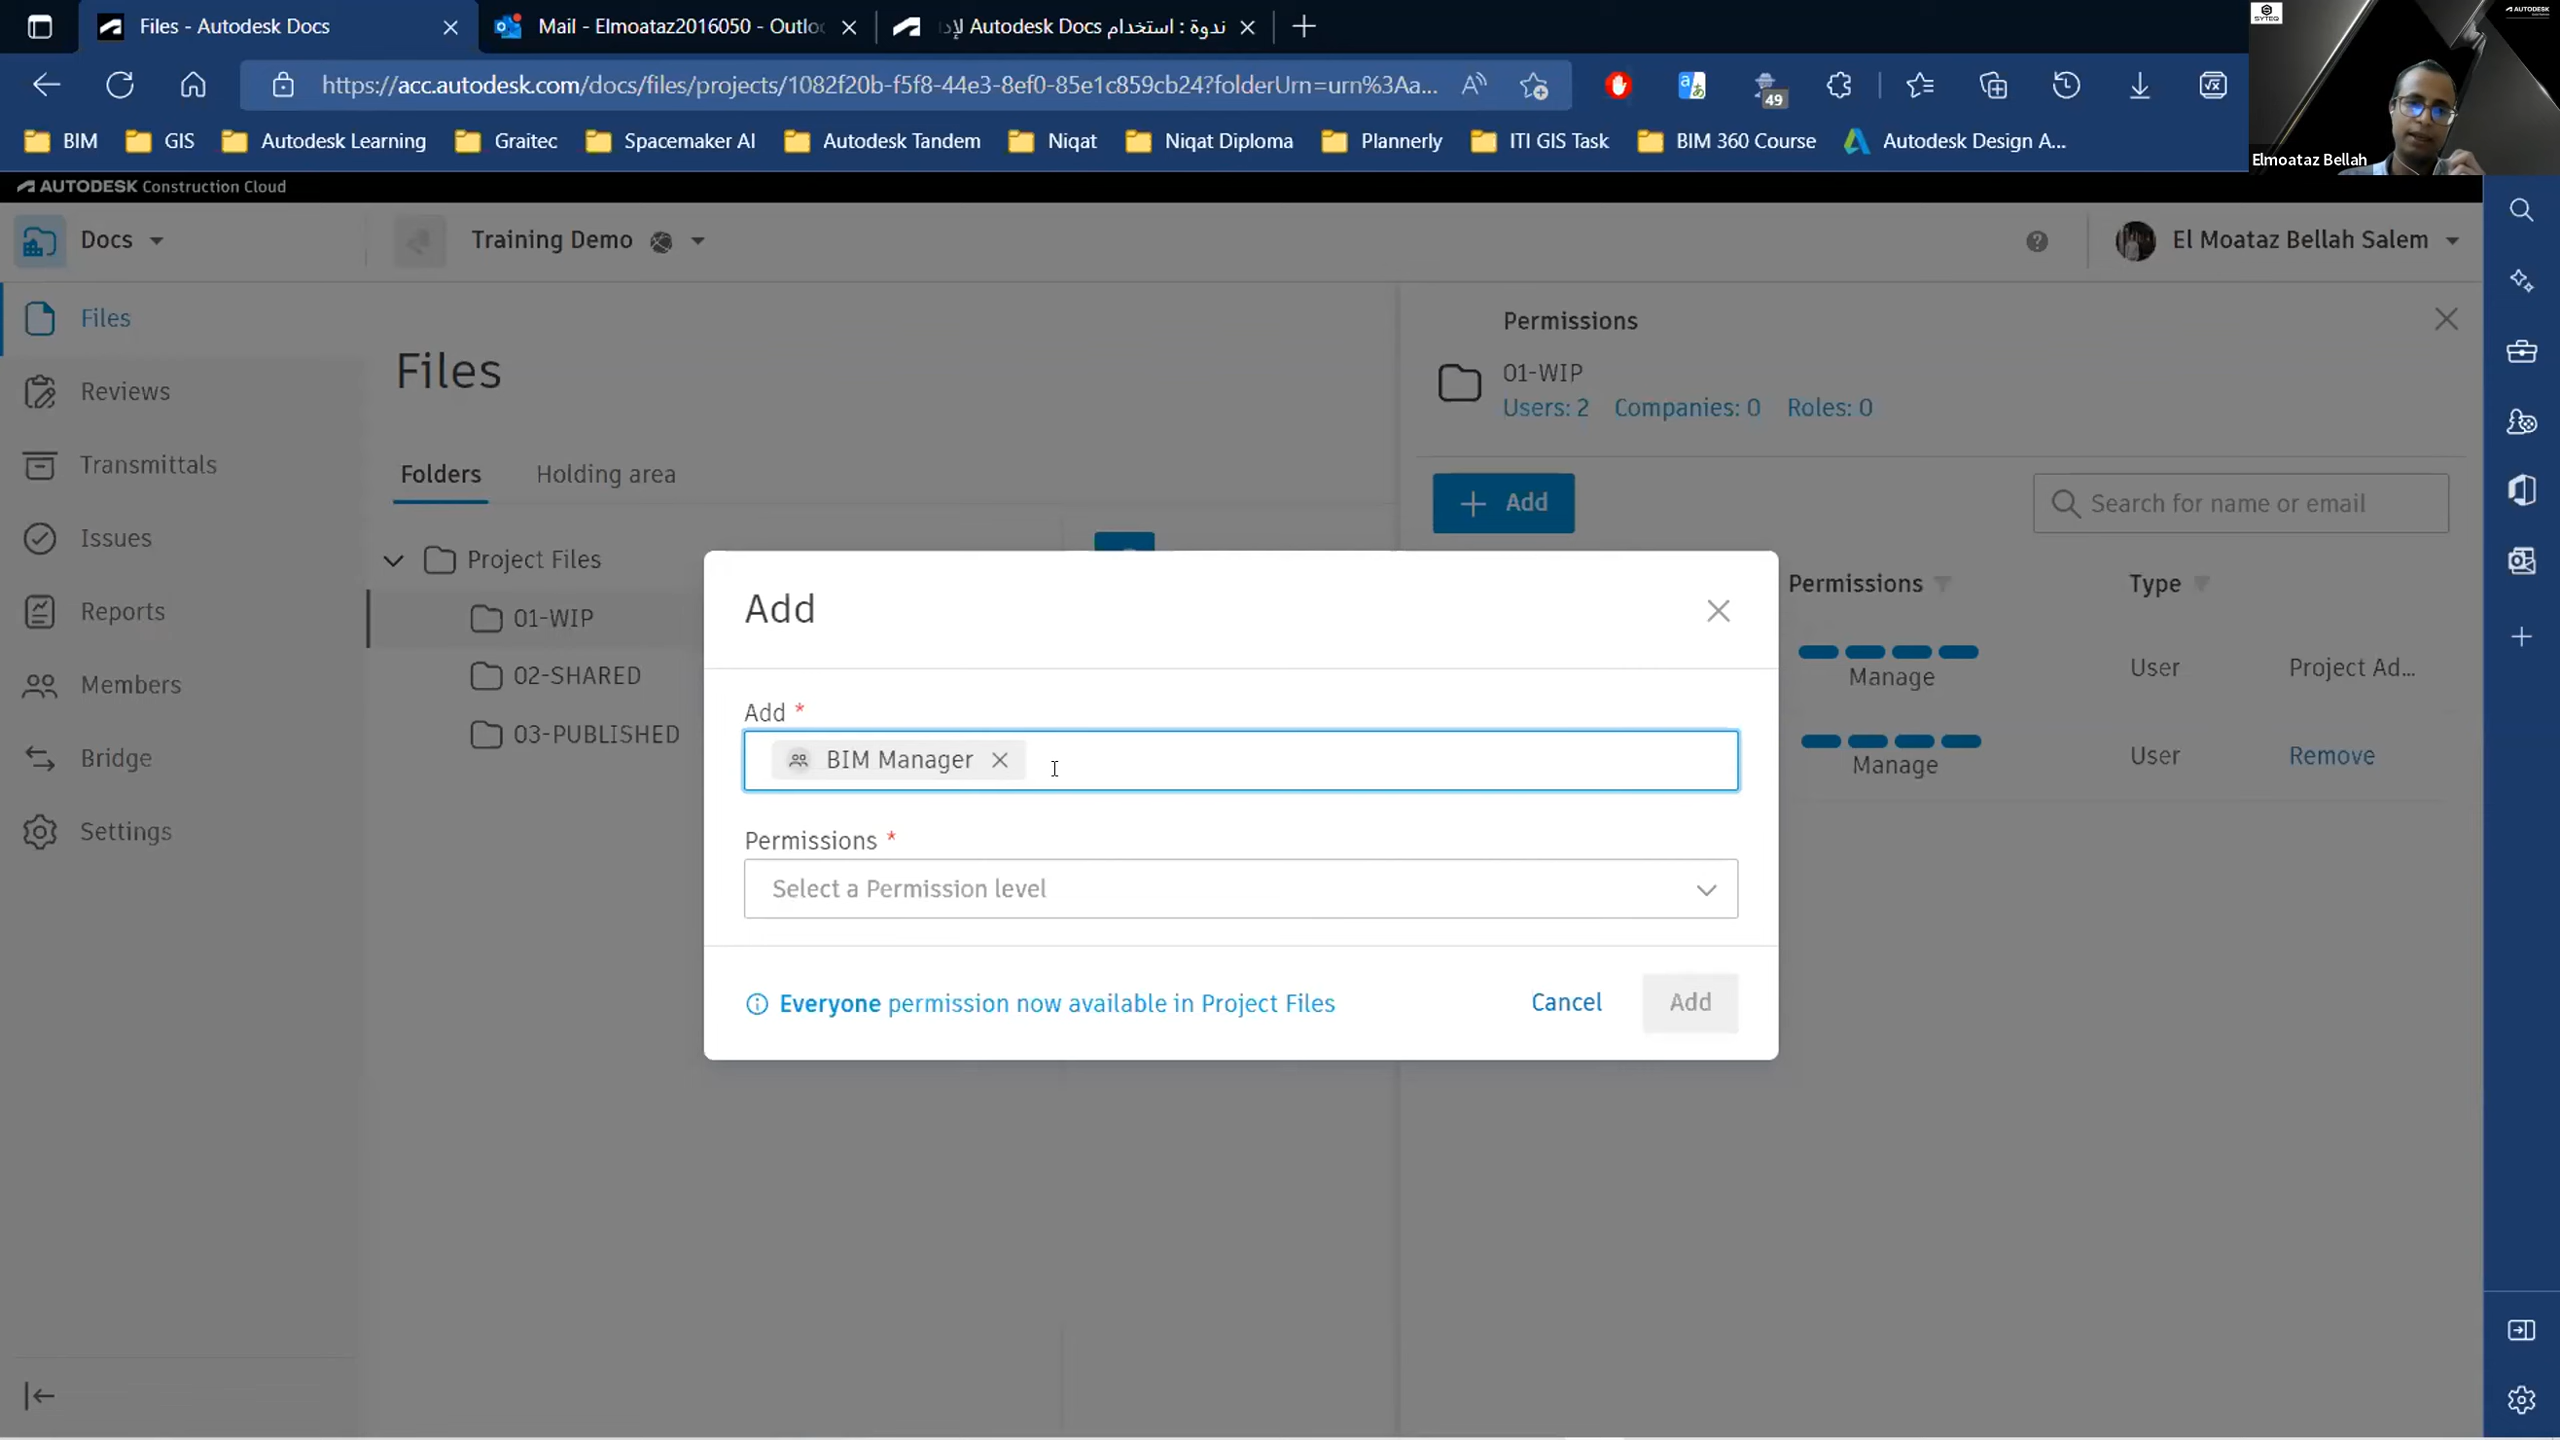 Files - Autodesk Docs
Mail - Elmoataz2016050 - Outlo
ندوة : استخدام Autodesk Docs لإد
SYTEQ
AUTODESK
https://acc.autodesk.com/docs/files/projects/1082f20b-f5f8-44e3-8ef0-85e1c859cb24?folderUrn=urn%3Aa...
49
BIM
GIS
Autodesk Learning
Graitec
Spacemaker AI
Autodesk Tandem
Niqat
Niqat Diploma
Plannerly
ITI GIS Task
BIM 360 Course
Autodesk Design A...
Elmoataz Bellah
AUTODESK Construction Cloud
Docs
Training Demo
El Moataz Bellah Salem
Files
Reviews
Transmittals
Issues
Reports
Members
Bridge
Settings
Files
Folders
Holding area
Project Files
01-WIP
02-SHARED
03-PUBLISHED
Permissions
01-WIP
Users: 2 Companies: 0 Roles: 0
+ Add
Search for name or email
Permissions
Type
Manage
User
Project Ad...
Manage
User
Remove
Add
Add *
BIM Manager
Permissions *
Select a Permission level
Everyone permission now available in Project Files
Cancel
Add